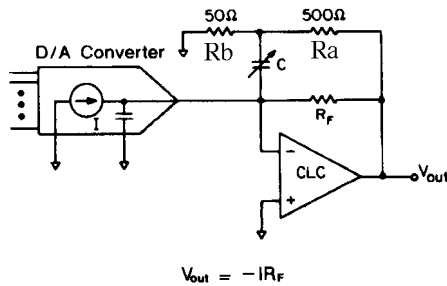 50Ω 500Ω
D/A Converter Rb Ra
C
I
R_F
−
CLC V_out
+
V_out = −IR_F